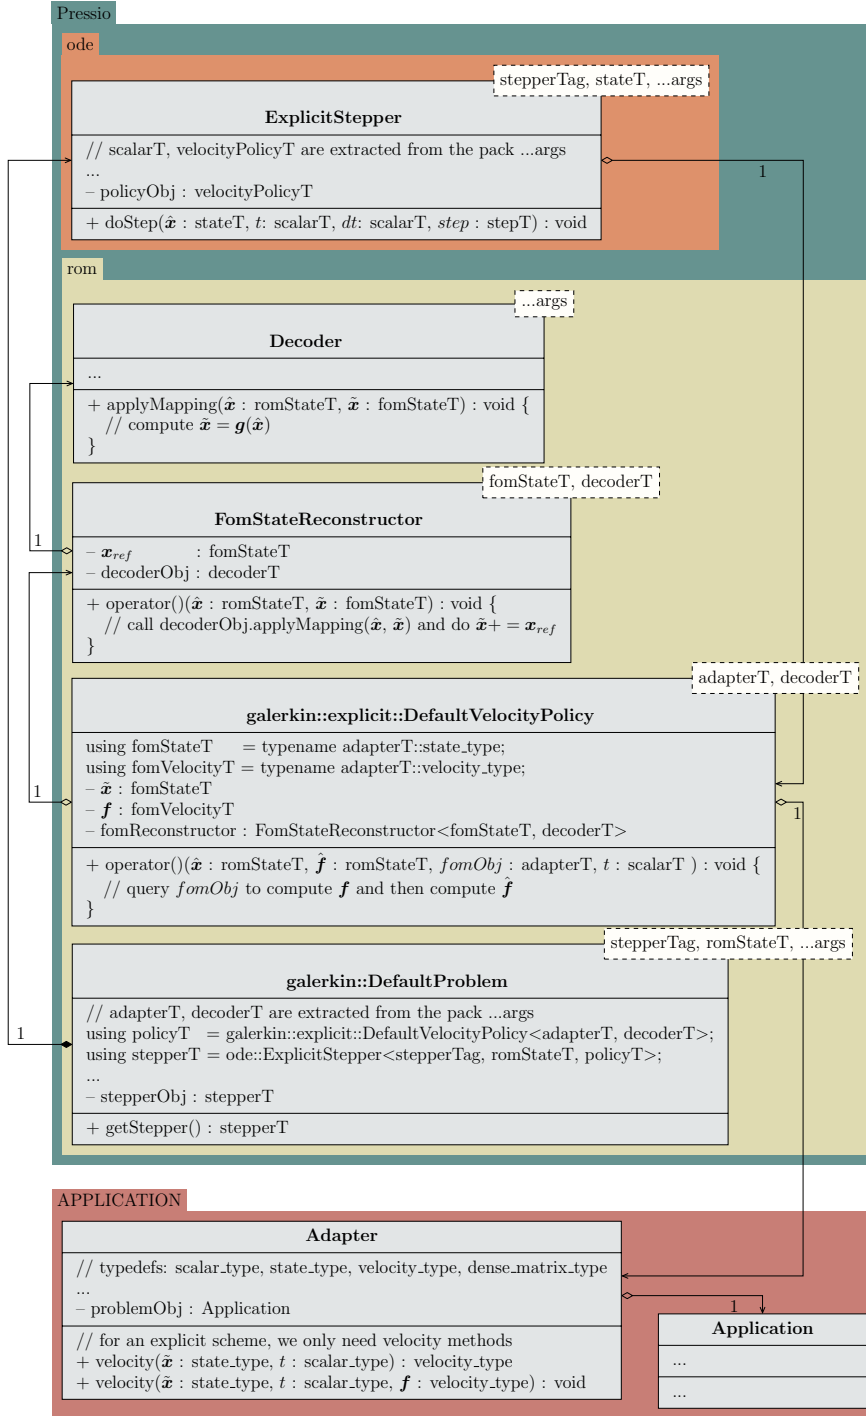 Pressio
ode
stepperTag, stateT, ...args
ExplicitStepper
// scalarT, velocityPolicyT are extracted from the pack ...args
...
– policyObj : velocityPolicyT
+ doStep(x̂ : stateT, t: scalarT, dt: scalarT, step : stepT) : void
1
rom
...args
Decoder
...
+ applyMapping(x̂ : romStateT, x̃ : fomStateT) : void {
// compute x̃ = g(x̂)
}
fomStateT, decoderT
FomStateReconstructor
– x_ref : fomStateT
– decoderObj : decoderT
+ operator()(x̂ : romStateT, x̃ : fomStateT) : void {
// call decoderObj.applyMapping(x̂, x̃) and do x̃+ = x_ref
}
1
adapterT, decoderT
galerkin::explicit::DefaultVelocityPolicy
using fomStateT = typename adapterT::state_type;
using fomVelocityT = typename adapterT::velocity_type;
– x̃ : fomStateT
– f : fomVelocityT
– fomReconstructor : FomStateReconstructor<fomStateT, decoderT>
+ operator()(x̂ : romStateT, f̂ : romStateT, fomObj : adapterT, t : scalarT ) : void {
// query fomObj to compute f and then compute f̂
}
1
1
stepperTag, romStateT, ...args
galerkin::DefaultProblem
// adapterT, decoderT are extracted from the pack ...args
using policyT = galerkin::explicit::DefaultVelocityPolicy<adapterT, decoderT>;
using stepperT = ode::ExplicitStepper<stepperTag, romStateT, policyT>;
...
– stepperObj : stepperT
+ getStepper() : stepperT
1
APPLICATION
Adapter
// typedefs: scalar_type, state_type, velocity_type, dense_matrix_type
...
– problemObj : Application
// for an explicit scheme, we only need velocity methods
+ velocity(x̃ : state_type, t : scalar_type) : velocity_type
+ velocity(x̃ : state_type, t : scalar_type, f : velocity_type) : void
1
Application
...
...